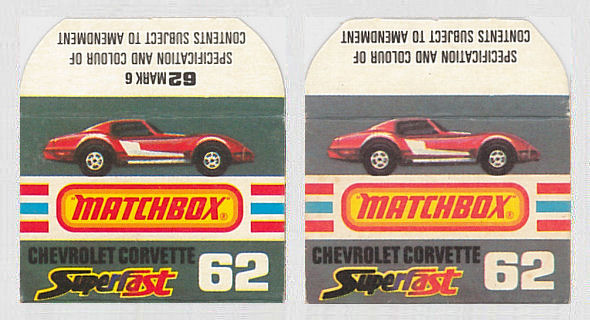 62 MARK 6
SPECIFICATION AND COLOUR OF
CONTENTS SUBJECT TO AMENDMENT
"MATCHBOX"®
CHEVROLET CORVETTE
Superfast 62
SPECIFICATION AND COLOUR OF
CONTENTS SUBJECT TO AMENDMENT
"MATCHBOX"®
CHEVROLET CORVETTE
Superfast 62